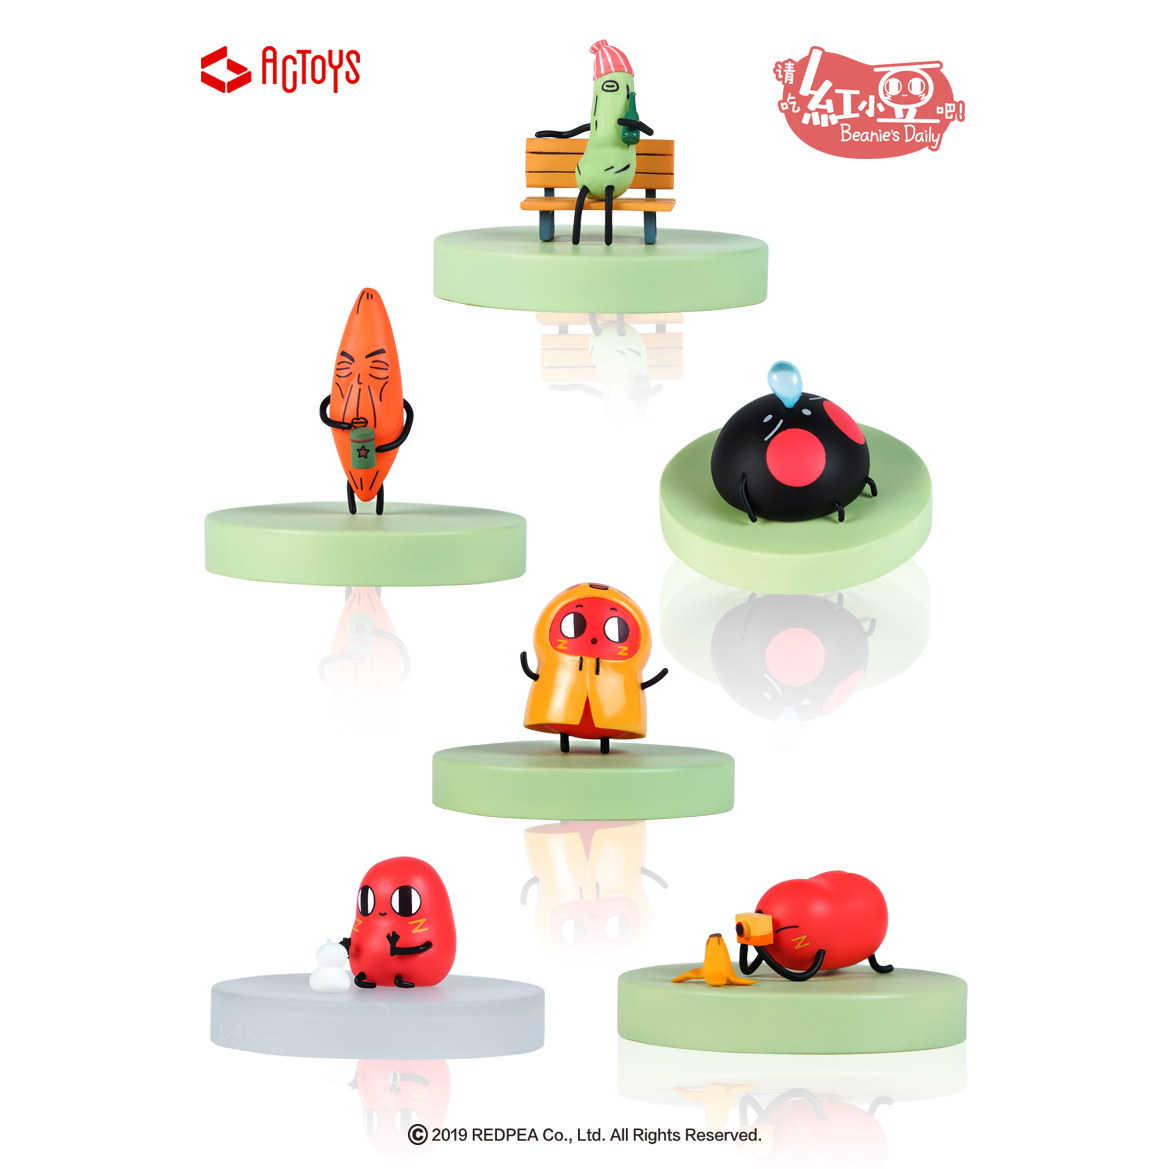 ACTOYS
请吃紅小豆吧!
Beanie's Daily
© 2019 REDPEA Co., Ltd. All Rights Reserved.